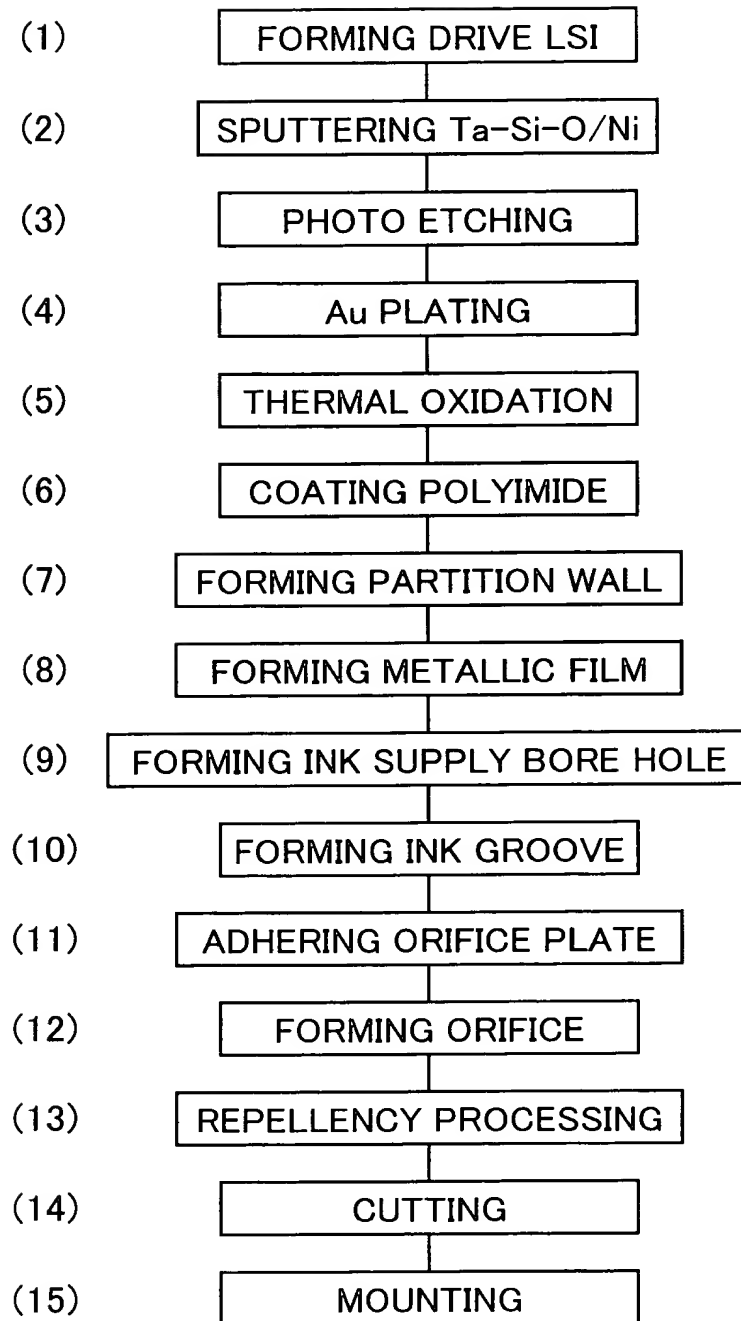 (1) FORMING DRIVE LSI
(2) SPUTTERING Ta-Si-O/Ni
(3) PHOTO ETCHING
(4) Au PLATING
(5) THERMAL OXIDATION
(6) COATING POLYIMIDE
(7) FORMING PARTITION WALL
(8) FORMING METALLIC FILM
(9) FORMING INK SUPPLY BORE HOLE
(10) FORMING INK GROOVE
(11) ADHERING ORIFICE PLATE
(12) FORMING ORIFICE
(13) REPELLENCY PROCESSING
(14) CUTTING
(15) MOUNTING